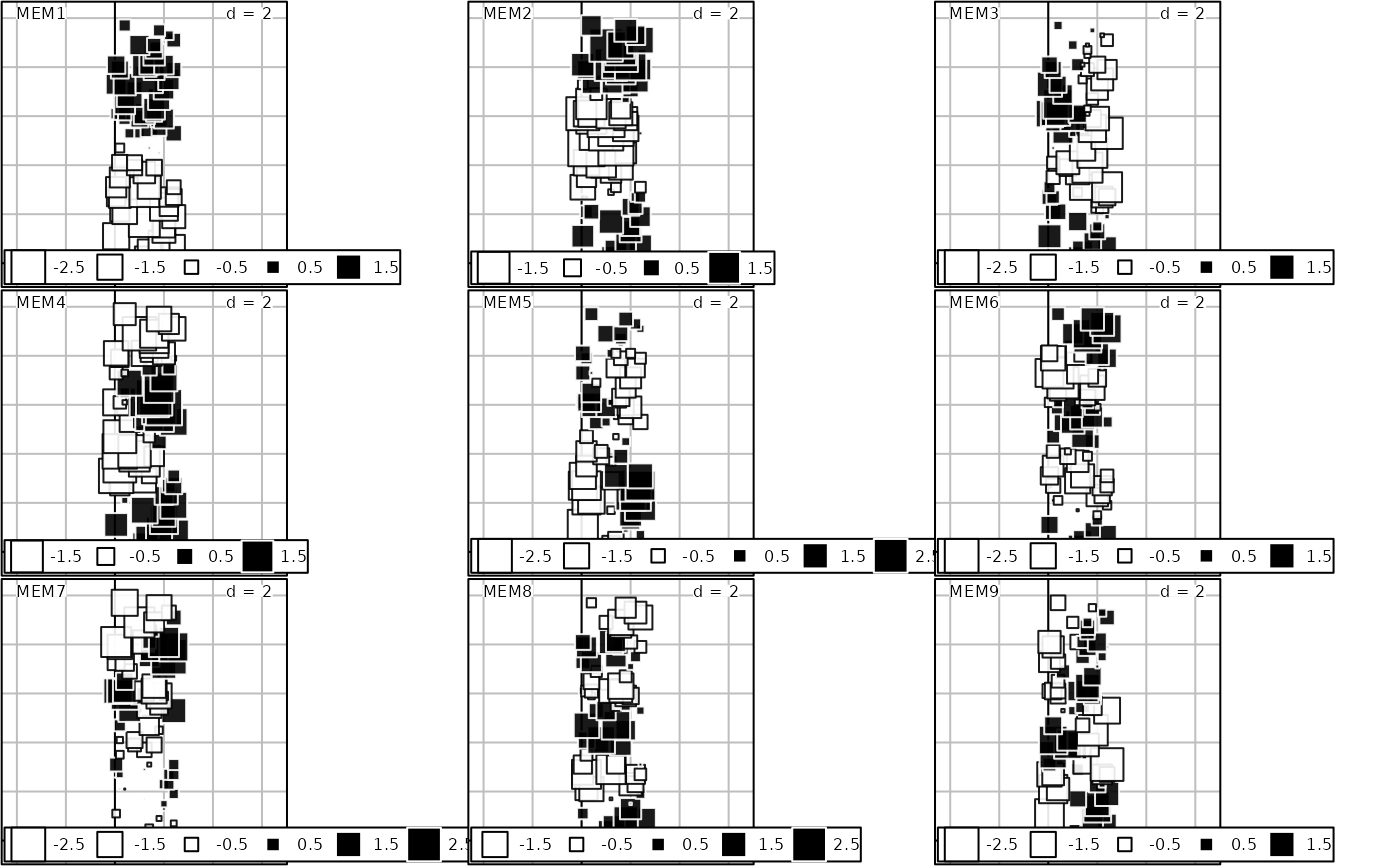 MEM1 d = 2
MEM2 d = 2
MEM3 d = 2
-2.5 -1.5 -0.5 0.5 1.5
-1.5 -0.5 0.5 1.5
-2.5 -1.5 -0.5 0.5 1.5
MEM4 d = 2
MEM5 d = 2
MEM6 d = 2
-1.5 -0.5 0.5 1.5
-2.5 -1.5 -0.5 0.5 1.5 2.5
-2.5 -1.5 -0.5 0.5 1.5
MEM7 d = 2
MEM8 d = 2
MEM9 d = 2
-2.5 -1.5 -0.5 0.5 1.5 2.5
-1.5 -0.5 0.5 1.5 2.5
-2.5 -1.5 -0.5 0.5 1.5